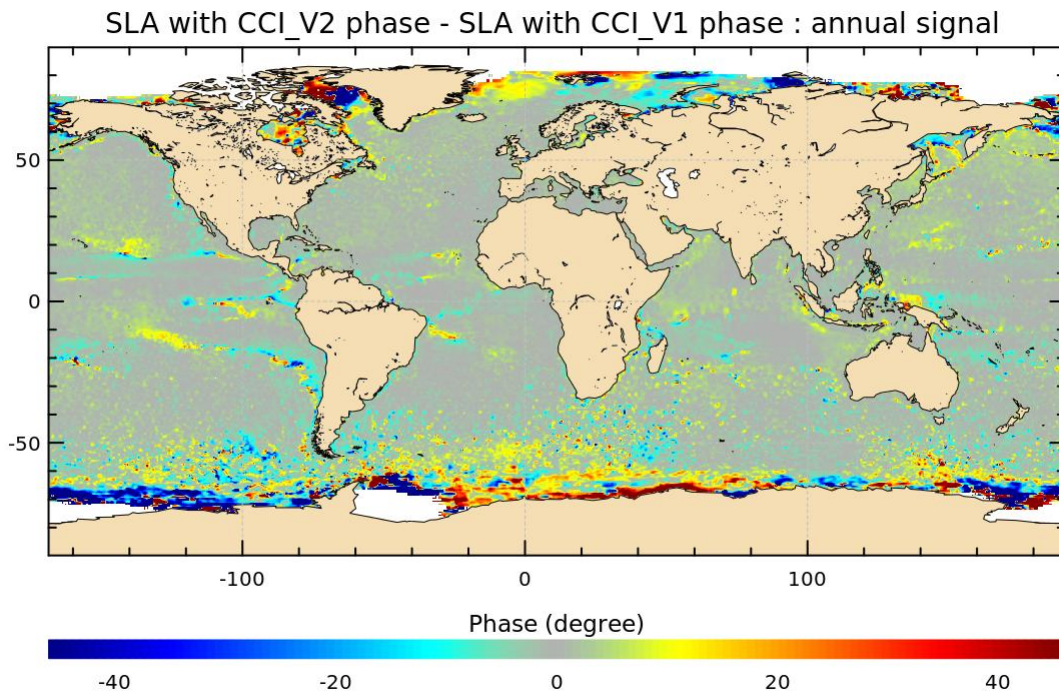 SLA with CCI_V2 phase - SLA with CCI_V1 phase : annual signal
50
0
-50
-100 0 100
Phase (degree)
-40 -20 0 20 40